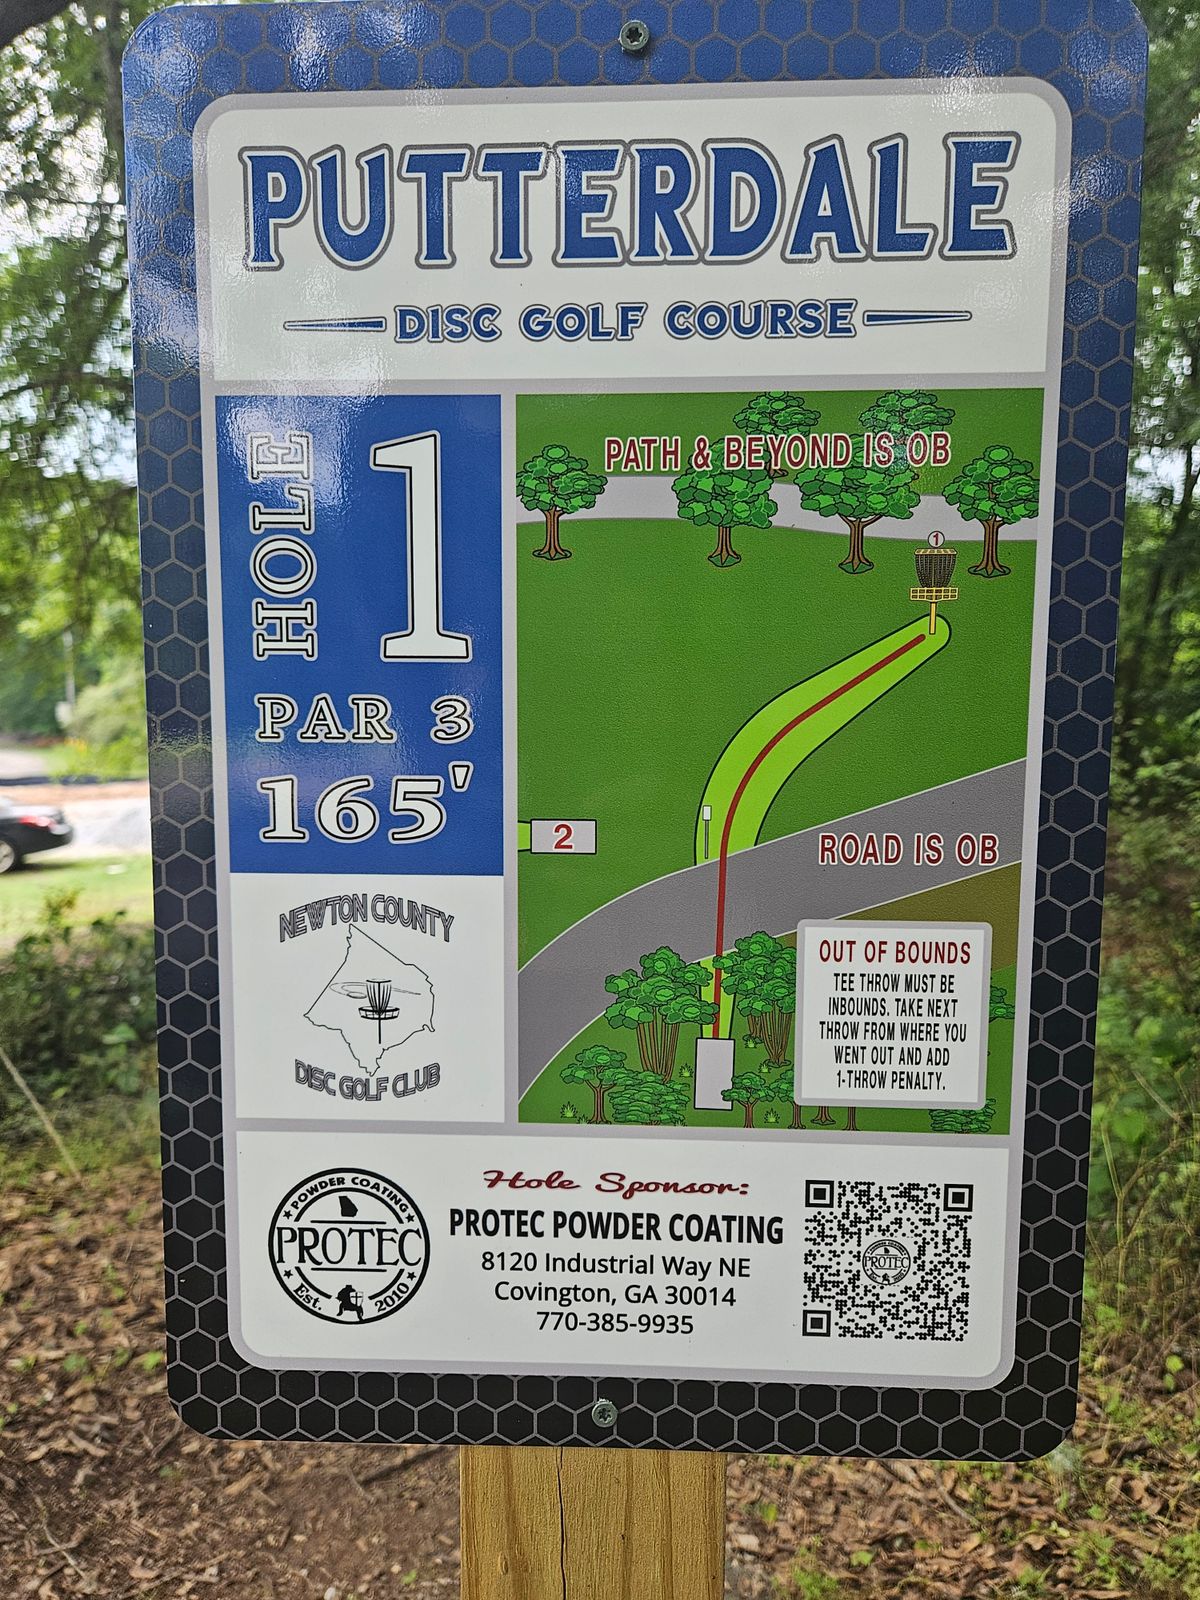 PUTTERDALE
DISC GOLF COURSE
HOLE
1
PAR 3
165'
PATH & BEYOND IS OB
1
2
ROAD IS OB
OUT OF BOUNDS
TEE THROW MUST BE
INBOUNDS. TAKE NEXT
THROW FROM WHERE YOU
WENT OUT AND ADD
1-THROW PENALTY.
NEWTON COUNTY
DISC GOLF CLUB
POWDER COATING
PROTEC
Est. 2010
Hole Sponsor:
PROTEC POWDER COATING
8120 Industrial Way NE
Covington, GA 30014
770-385-9935
PROTEC